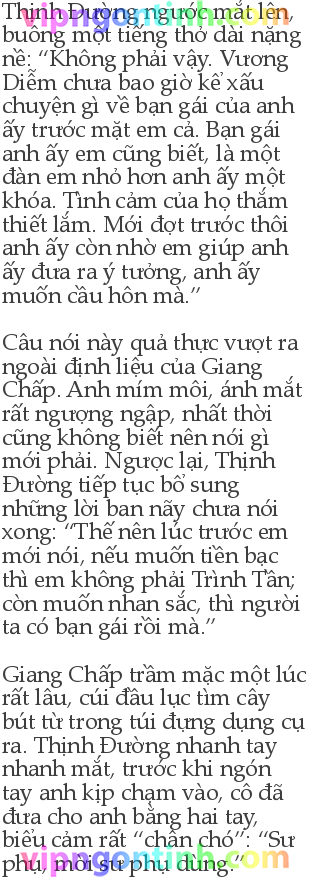 Thịnh Đường ngước mắt lên,
buông một tiếng thở dài nặng
nề: “Không phải vậy. Vương
Diễm chưa bao giờ kể xấu
chuyện gì về bạn gái của anh
ấy trước mặt em cả. Bạn gái
anh ấy em cũng biết, là một
đàn em nhỏ hơn anh ấy một
khóa. Tình cảm của họ thắm
thiết lắm. Mới đợt trước thôi
anh ấy còn nhờ em giúp anh
ấy đưa ra ý tưởng, anh ấy
muốn cầu hôn mà.”
Câu nói này quả thực vượt ra
ngoài định liệu của Giang
Chấp. Anh mím môi, ánh mắt
rất ngượng ngập, nhất thời
cũng không biết nên nói gì
mới phải. Ngược lại, Thịnh
Đường tiếp tục bổ sung
những lời ban nãy chưa nói
xong: “Thế nên lúc trước em
mới nói, nếu muốn tiền bạc
thì em không phải Trình Tần;
còn muốn nhan sắc, thì người
ta có bạn gái rồi mà.”
Giang Chấp trầm mặc một lúc
rất lâu, cúi đầu lục tìm cây
bút từ trong túi đựng dụng cụ
ra. Thịnh Đường nhanh tay
nhanh mắt, trước khi ngón
tay anh kịp chạm vào, cô đã
đưa cho anh bằng hai tay,
biểu cảm rất “chân chó”: “Sư
phụ, mời sư phụ dùng.”
vipngontinh.com